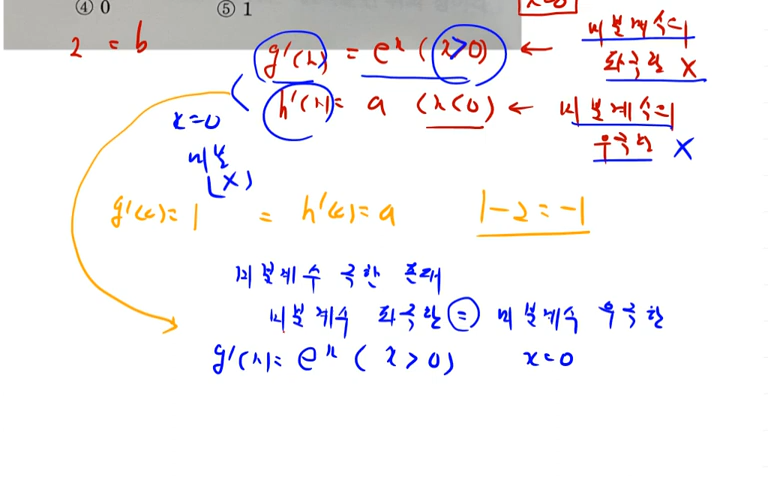 ④ 0 ⑤ 1
x=0
2 = b
g'(x) = eˣ (x>0) ← 미분계수의 좌극한 X
h'(x) = a (x<0) ← 미분계수의 우극한 X
x=0
미분
(X)
g'(x)=1 = h'(x)=a 1-2=-1
미분계수 극한 존재
미분계수 좌극한 = 미분계수 우극한
g'(x)= eˣ (x>0) x=0